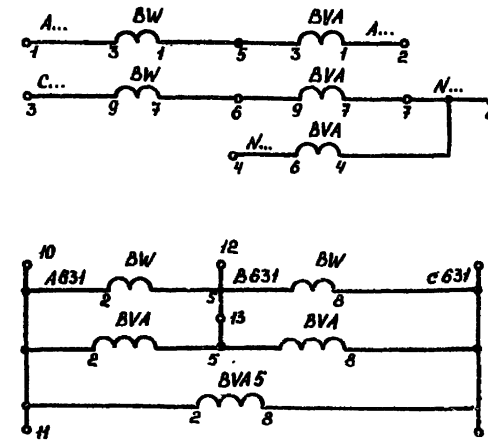 A... BW BVA A...
1 3 1 5 3 1 2
C... BW BVA N...
3 9 7 6 9 7 7
N... BVA
4 6 4
10 12
A631 BW B631 BW C631
2 5 8
13
BVA BVA
2 5 8
BVA5
2 8
11